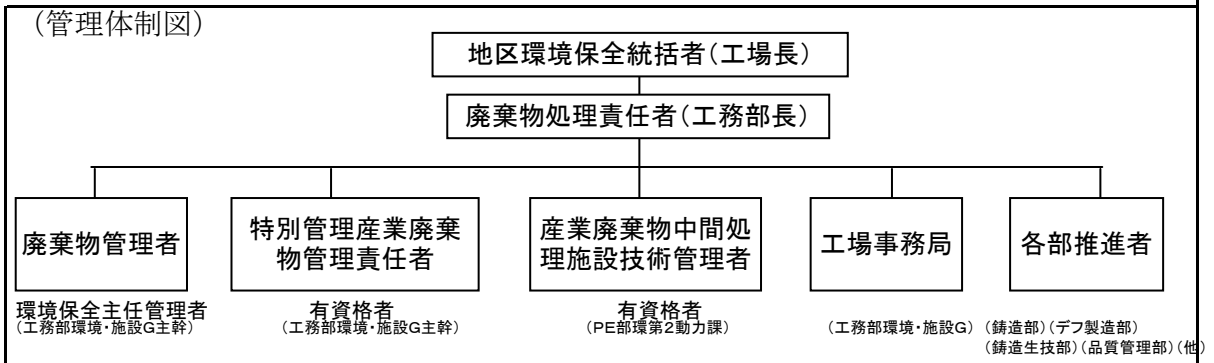 (管理体制図)
地区環境保全統括者(工場長)
廃棄物処理責任者(工務部長)
廃棄物管理者
特別管理産業廃棄
物管理責任者
産業廃棄物中間処
理施設技術管理者
工場事務局
各部推進者
環境保全主任管理者
(工務部環境・施設G主幹)
有資格者
(工務部環境・施設G主幹)
有資格者
(PE部環第2動力課)
(工務部環境・施設G)
(鋳造部)(デフ製造部)
(鋳造生技部)(品質管理部)(他)